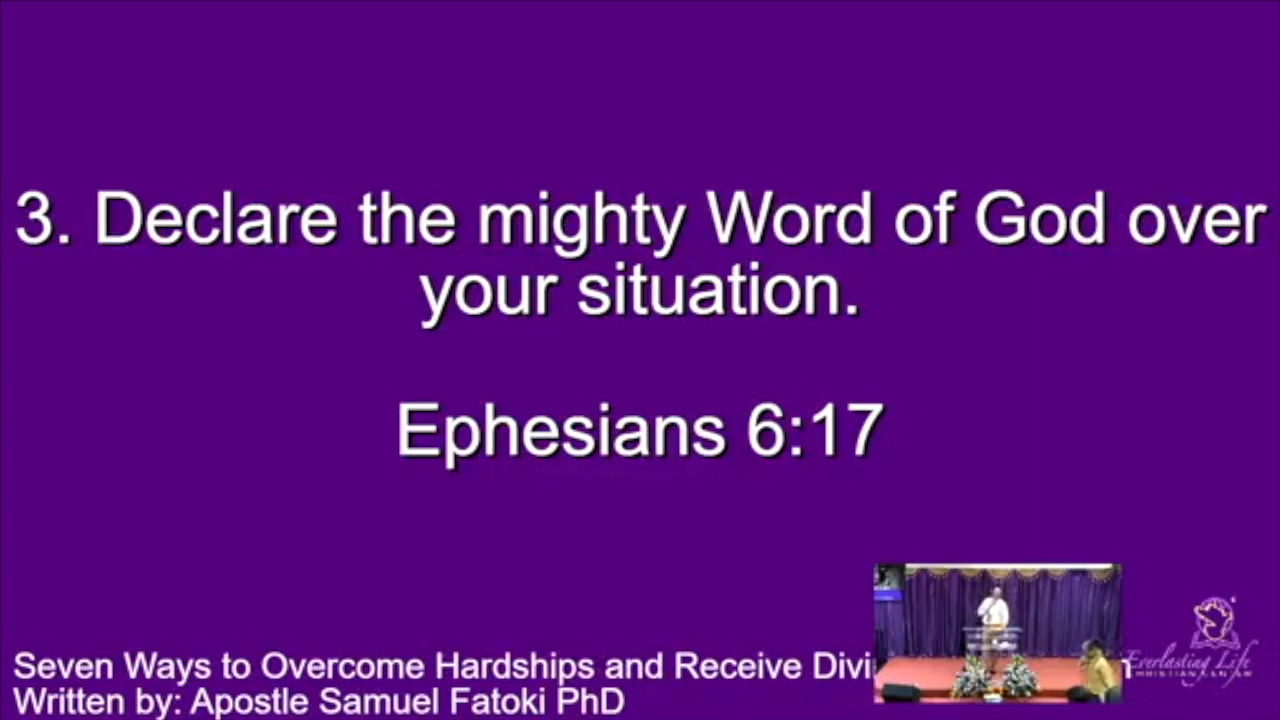 3. Declare the mighty Word of God over
your situation.
Ephesians 6:17
Seven Ways to Overcome Hardships and Receive
Written by: Apostle Samuel Fatoki PhD
Everlasting Life
CHRISTIAN